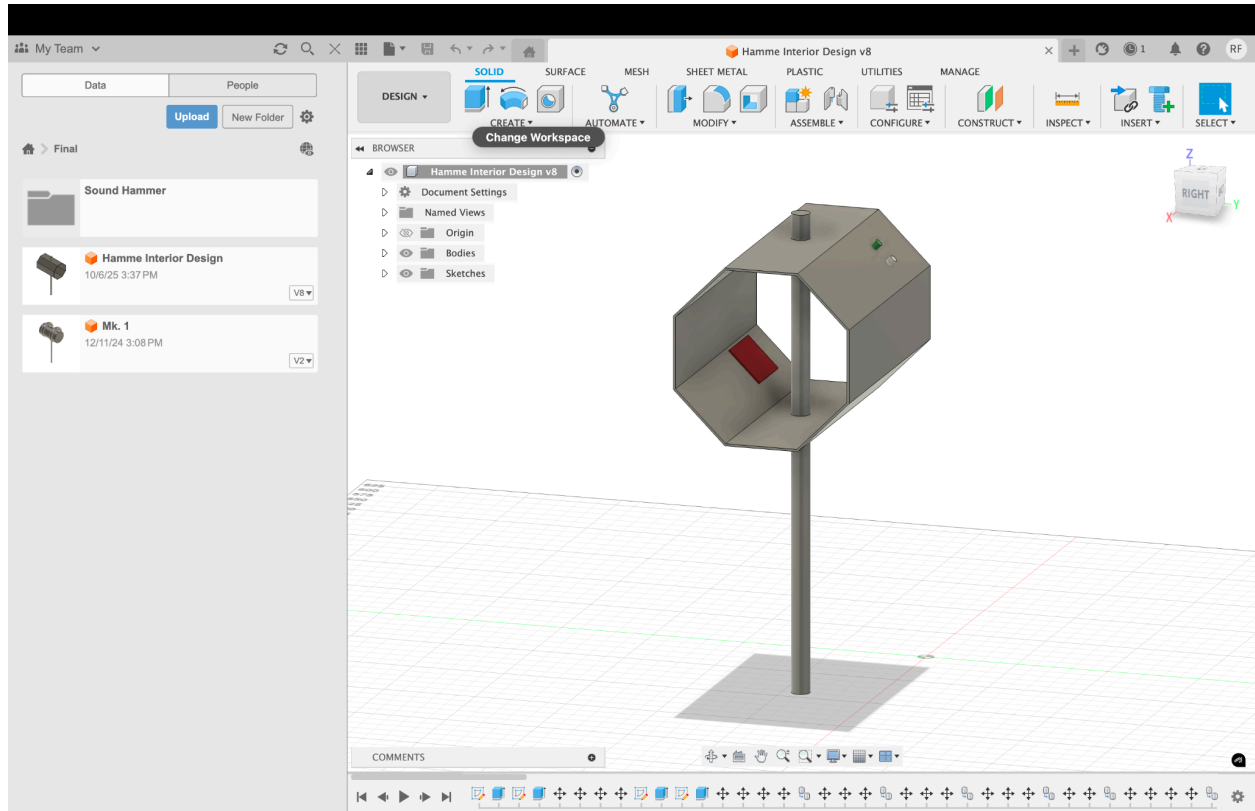 My Team
Hamme Interior Design v8
1
RF
Data
People
Upload
New Folder
Final
Sound Hammer
Hamme Interior Design
10/6/25 3:37 PM
V8
Mk. 1
12/11/24 3:08 PM
V2
DESIGN
SOLID
SURFACE
MESH
SHEET METAL
PLASTIC
UTILITIES
MANAGE
CREATE
AUTOMATE
MODIFY
ASSEMBLE
CONFIGURE
CONSTRUCT
INSPECT
INSERT
SELECT
Change Workspace
BROWSER
Hamme Interior Design v8
Document Settings
Named Views
Origin
Bodies
Sketches
Z
RIGHT
X
Y
COMMENTS